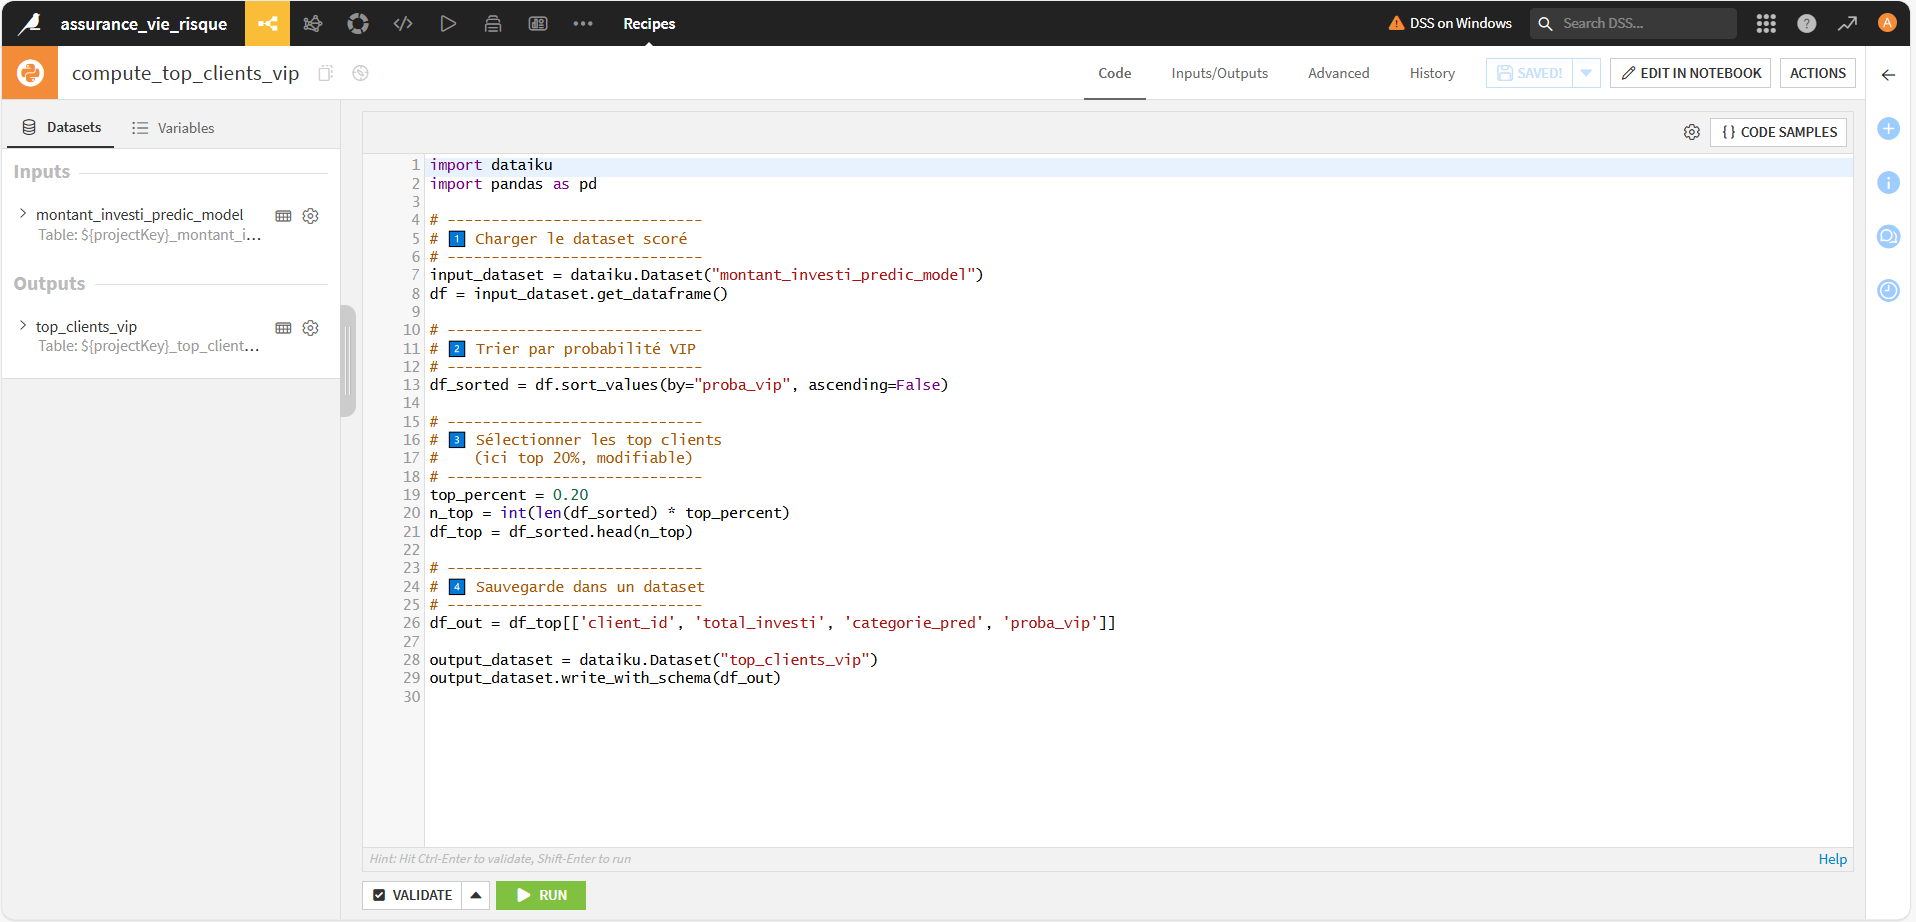 assurance_vie_risque
Recipes
DSS on Windows
Search DSS...
?
A
compute_top_clients_vip
Code
Inputs/Outputs
Advanced
History
SAVED!
EDIT IN NOTEBOOK
ACTIONS
Datasets
Variables
Inputs
montant_investi_predic_model
Table: ${projectKey}_montant_i...
Outputs
top_clients_vip
Table: ${projectKey}_top_client...
{} CODE SAMPLES
1 import dataiku
2 import pandas as pd
3
4 # -----------------------------
5 # 1️⃣ Charger le dataset scoré
6 # -----------------------------
7 input_dataset = dataiku.Dataset("montant_investi_predic_model")
8 df = input_dataset.get_dataframe()
9
10 # -----------------------------
11 # 2️⃣ Trier par probabilité VIP
12 # -----------------------------
13 df_sorted = df.sort_values(by="proba_vip", ascending=False)
14
15 # -----------------------------
16 # 3️⃣ Sélectionner les top clients
17 #    (ici top 20%, modifiable)
18 # -----------------------------
19 top_percent = 0.20
20 n_top = int(len(df_sorted) * top_percent)
21 df_top = df_sorted.head(n_top)
22
23 # -----------------------------
24 # 4️⃣ Sauvegarde dans un dataset
25 # -----------------------------
26 df_out = df_top[['client_id', 'total_investi', 'categorie_pred', 'proba_vip']]
27
28 output_dataset = dataiku.Dataset("top_clients_vip")
29 output_dataset.write_with_schema(df_out)
30
Hint: Hit Ctrl-Enter to validate, Shift-Enter to run
Help
VALIDATE
RUN